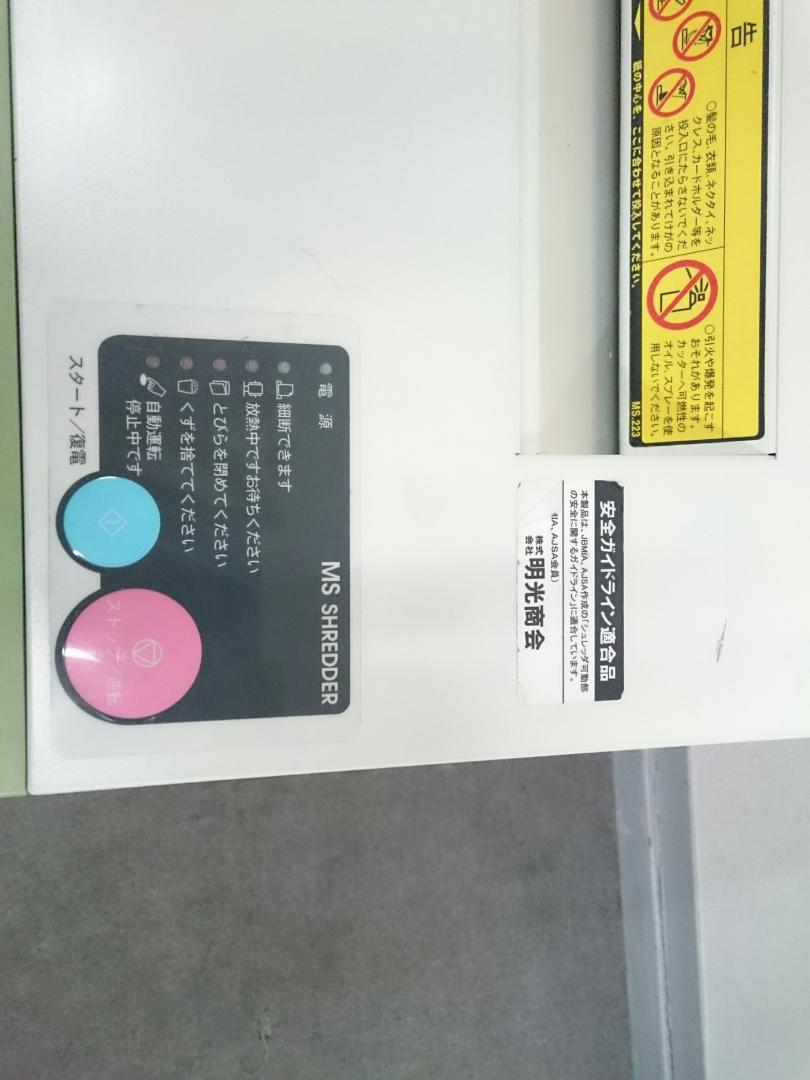 告
○髪の毛、衣類、ネクタイ、ネッ
クレス、カードホルダー等を
投入口にたらさないでくだ
さい。引き込まれてけがの
原因となることがあります。
○引火や爆発を起こす
おそれがあります。
カッターへ可燃性の
オイル、スプレーを使
用しないでください。
紙の中心を、ここに合わせて投入してください。
MS.223
安全ガイドライン適合品
本製品は、JBMIA、AJSA作成の「シュレッダ可動部
の安全に関するガイドライン」に適合しています。
IA、AJSA会員)
株式会社 明光商会
MS SHREDDER
電源
細断できます
放熱中ですお待ちください
とびらを閉めてください
くずを捨ててください
自動運転
停止中です
スタート／復電
ストップ／逆転